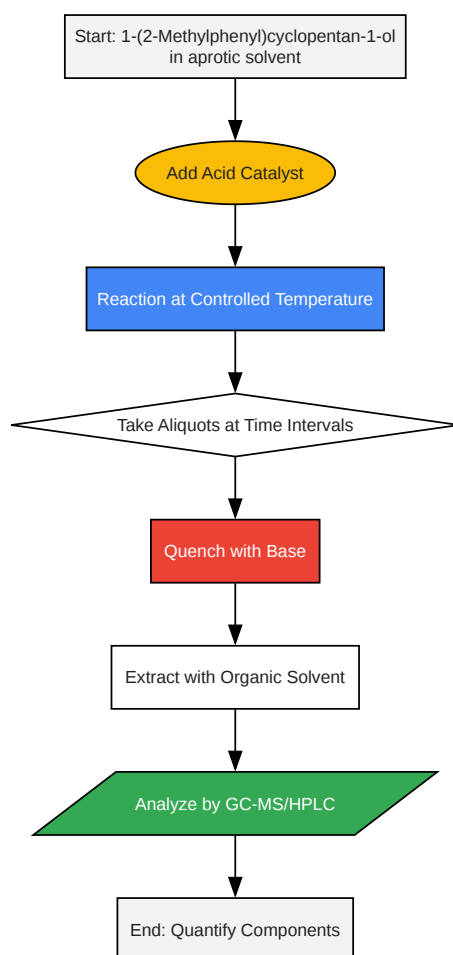 Start: 1-(2-Methylphenyl)cyclopentan-1-ol
in aprotic solvent
Add Acid Catalyst
Reaction at Controlled Temperature
Take Aliquots at Time Intervals
Quench with Base
Extract with Organic Solvent
Analyze by GC-MS/HPLC
End: Quantify Components